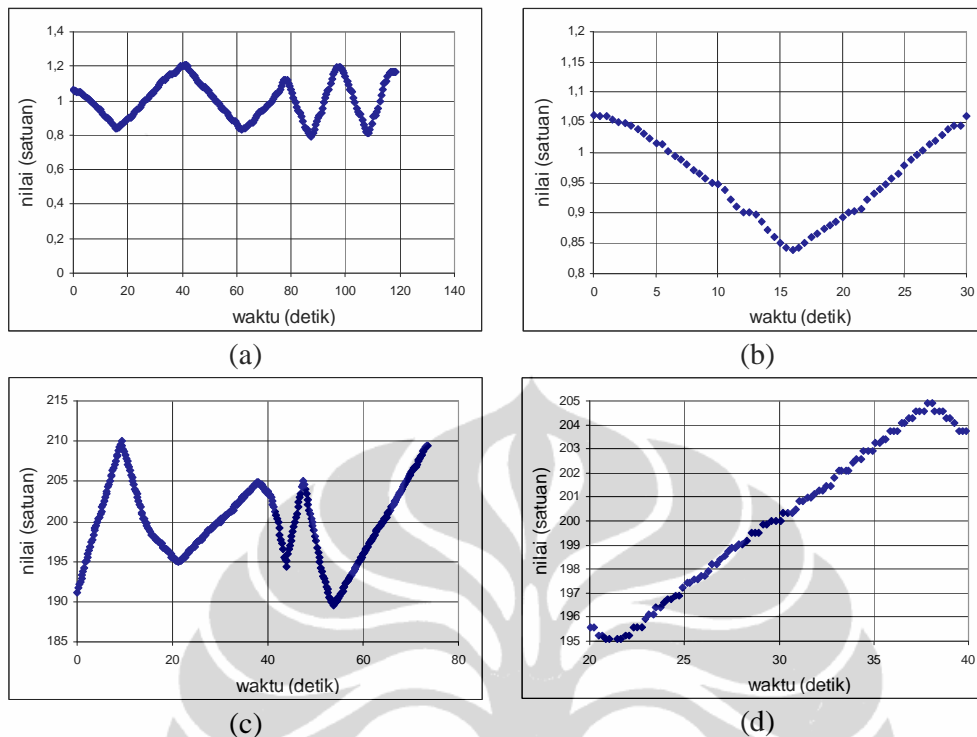 1,4
1,2
1
0,8
0,6
0,4
0,2
0
0 20 40 60 80 100 120 140
nilai (satuan)
waktu (detik)
(a)
1,2
1,15
1,1
1,05
1
0,95
0,9
0,85
0,8
0 5 10 15 20 25 30
nilai (satuan)
waktu (detik)
(b)
215
210
205
200
195
190
185
0 20 40 60 80
nilai (satuan)
waktu (detik)
(c)
205
204
203
202
201
200
199
198
197
196
195
20 25 30 35 40
nilai (satuan)
waktu (detik)
(d)